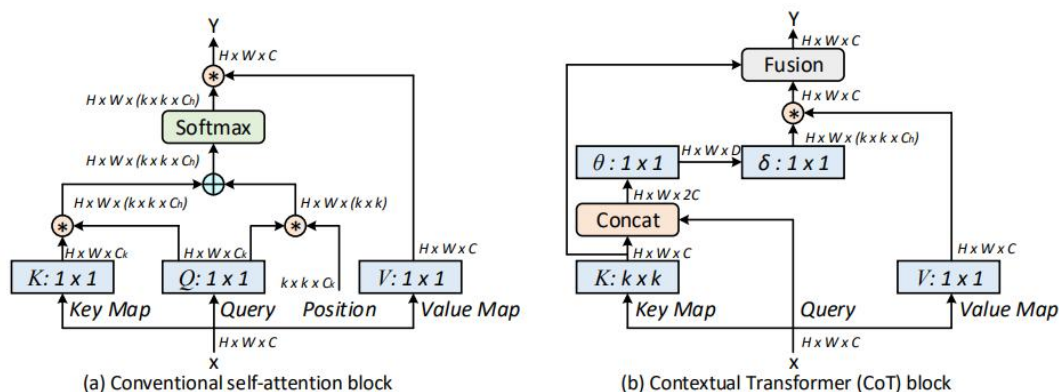 Y
H x W x C
H x W x (k x k x Ch)
Softmax
H x W x (k x k x Ch)
H x W x (k x k x Ch)
H x W x (k x k)
H x W x Ck
H x W x Ck
k x k x Ck
H x W x C
K: 1 x 1
Q: 1 x 1
V: 1 x 1
Key Map
Query
Position
Value Map
H x W x C
X
(a) Conventional self-attention block
Y
H x W x C
Fusion
H x W x C
H x W x (k x k x Ch)
θ : 1 x 1
H x W x D
δ : 1 x 1
H x W x 2C
Concat
H x W x C
H x W x C
K: k x k
V: 1 x 1
Key Map
Query
Value Map
H x W x C
X
(b) Contextual Transformer (CoT) block